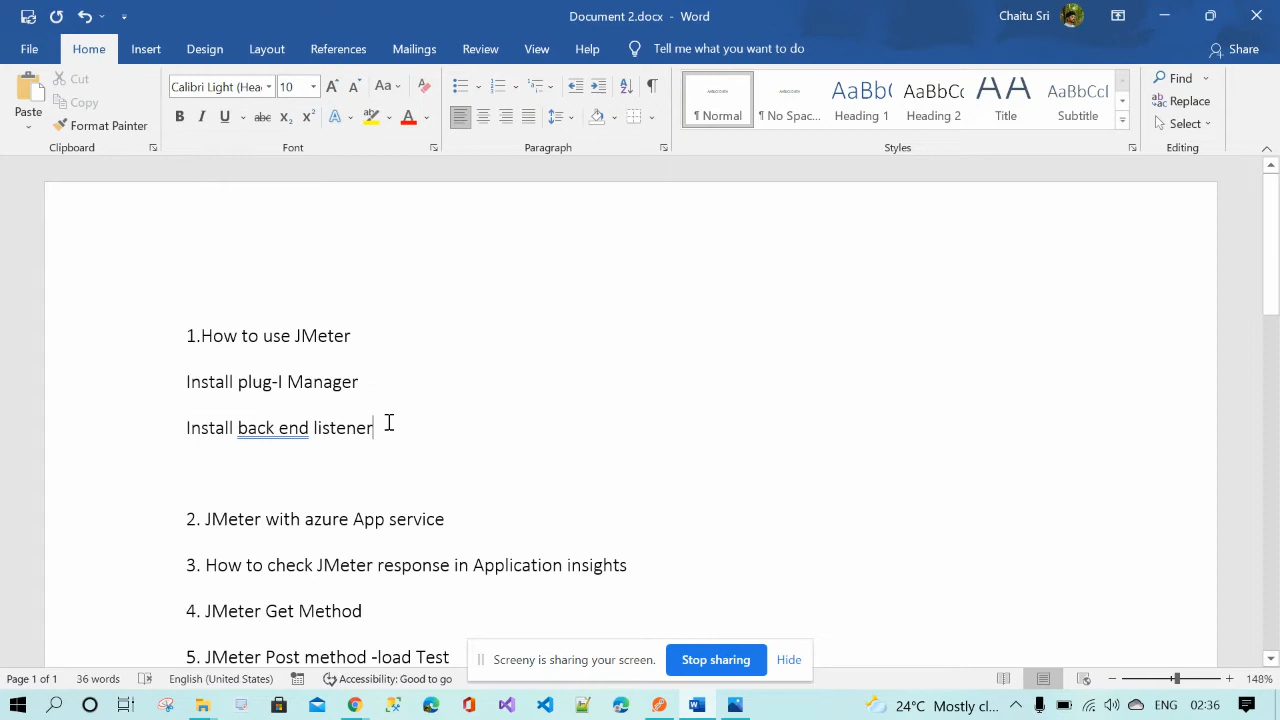 Document 2.docx - Word
Chaitu Sri
File Home Insert Design Layout References Mailings Review View Help Tell me what you want to do Share
Paste
Cut
Copy
Format Painter
Clipboard
Calibri Light (Hea 10
Font
Paragraph
¶ Normal
¶ No Spac...
AaBbC Heading 1
AaBbCc Heading 2
AA Title
AaBbCcI Subtitle
Styles
Find
Replace
Select
Editing
1.How to use JMeter
Install plug-I Manager
Install back end listener
2. JMeter with azure App service
3. How to check JMeter response in Application insights
4. JMeter Get Method
5. JMeter Post method -load Test
Screeny is sharing your screen. Stop sharing Hide
Page 1 of 1 36 words English (United States) Accessibility: Good to go 148%
24°C Mostly cl... ENG 02:36